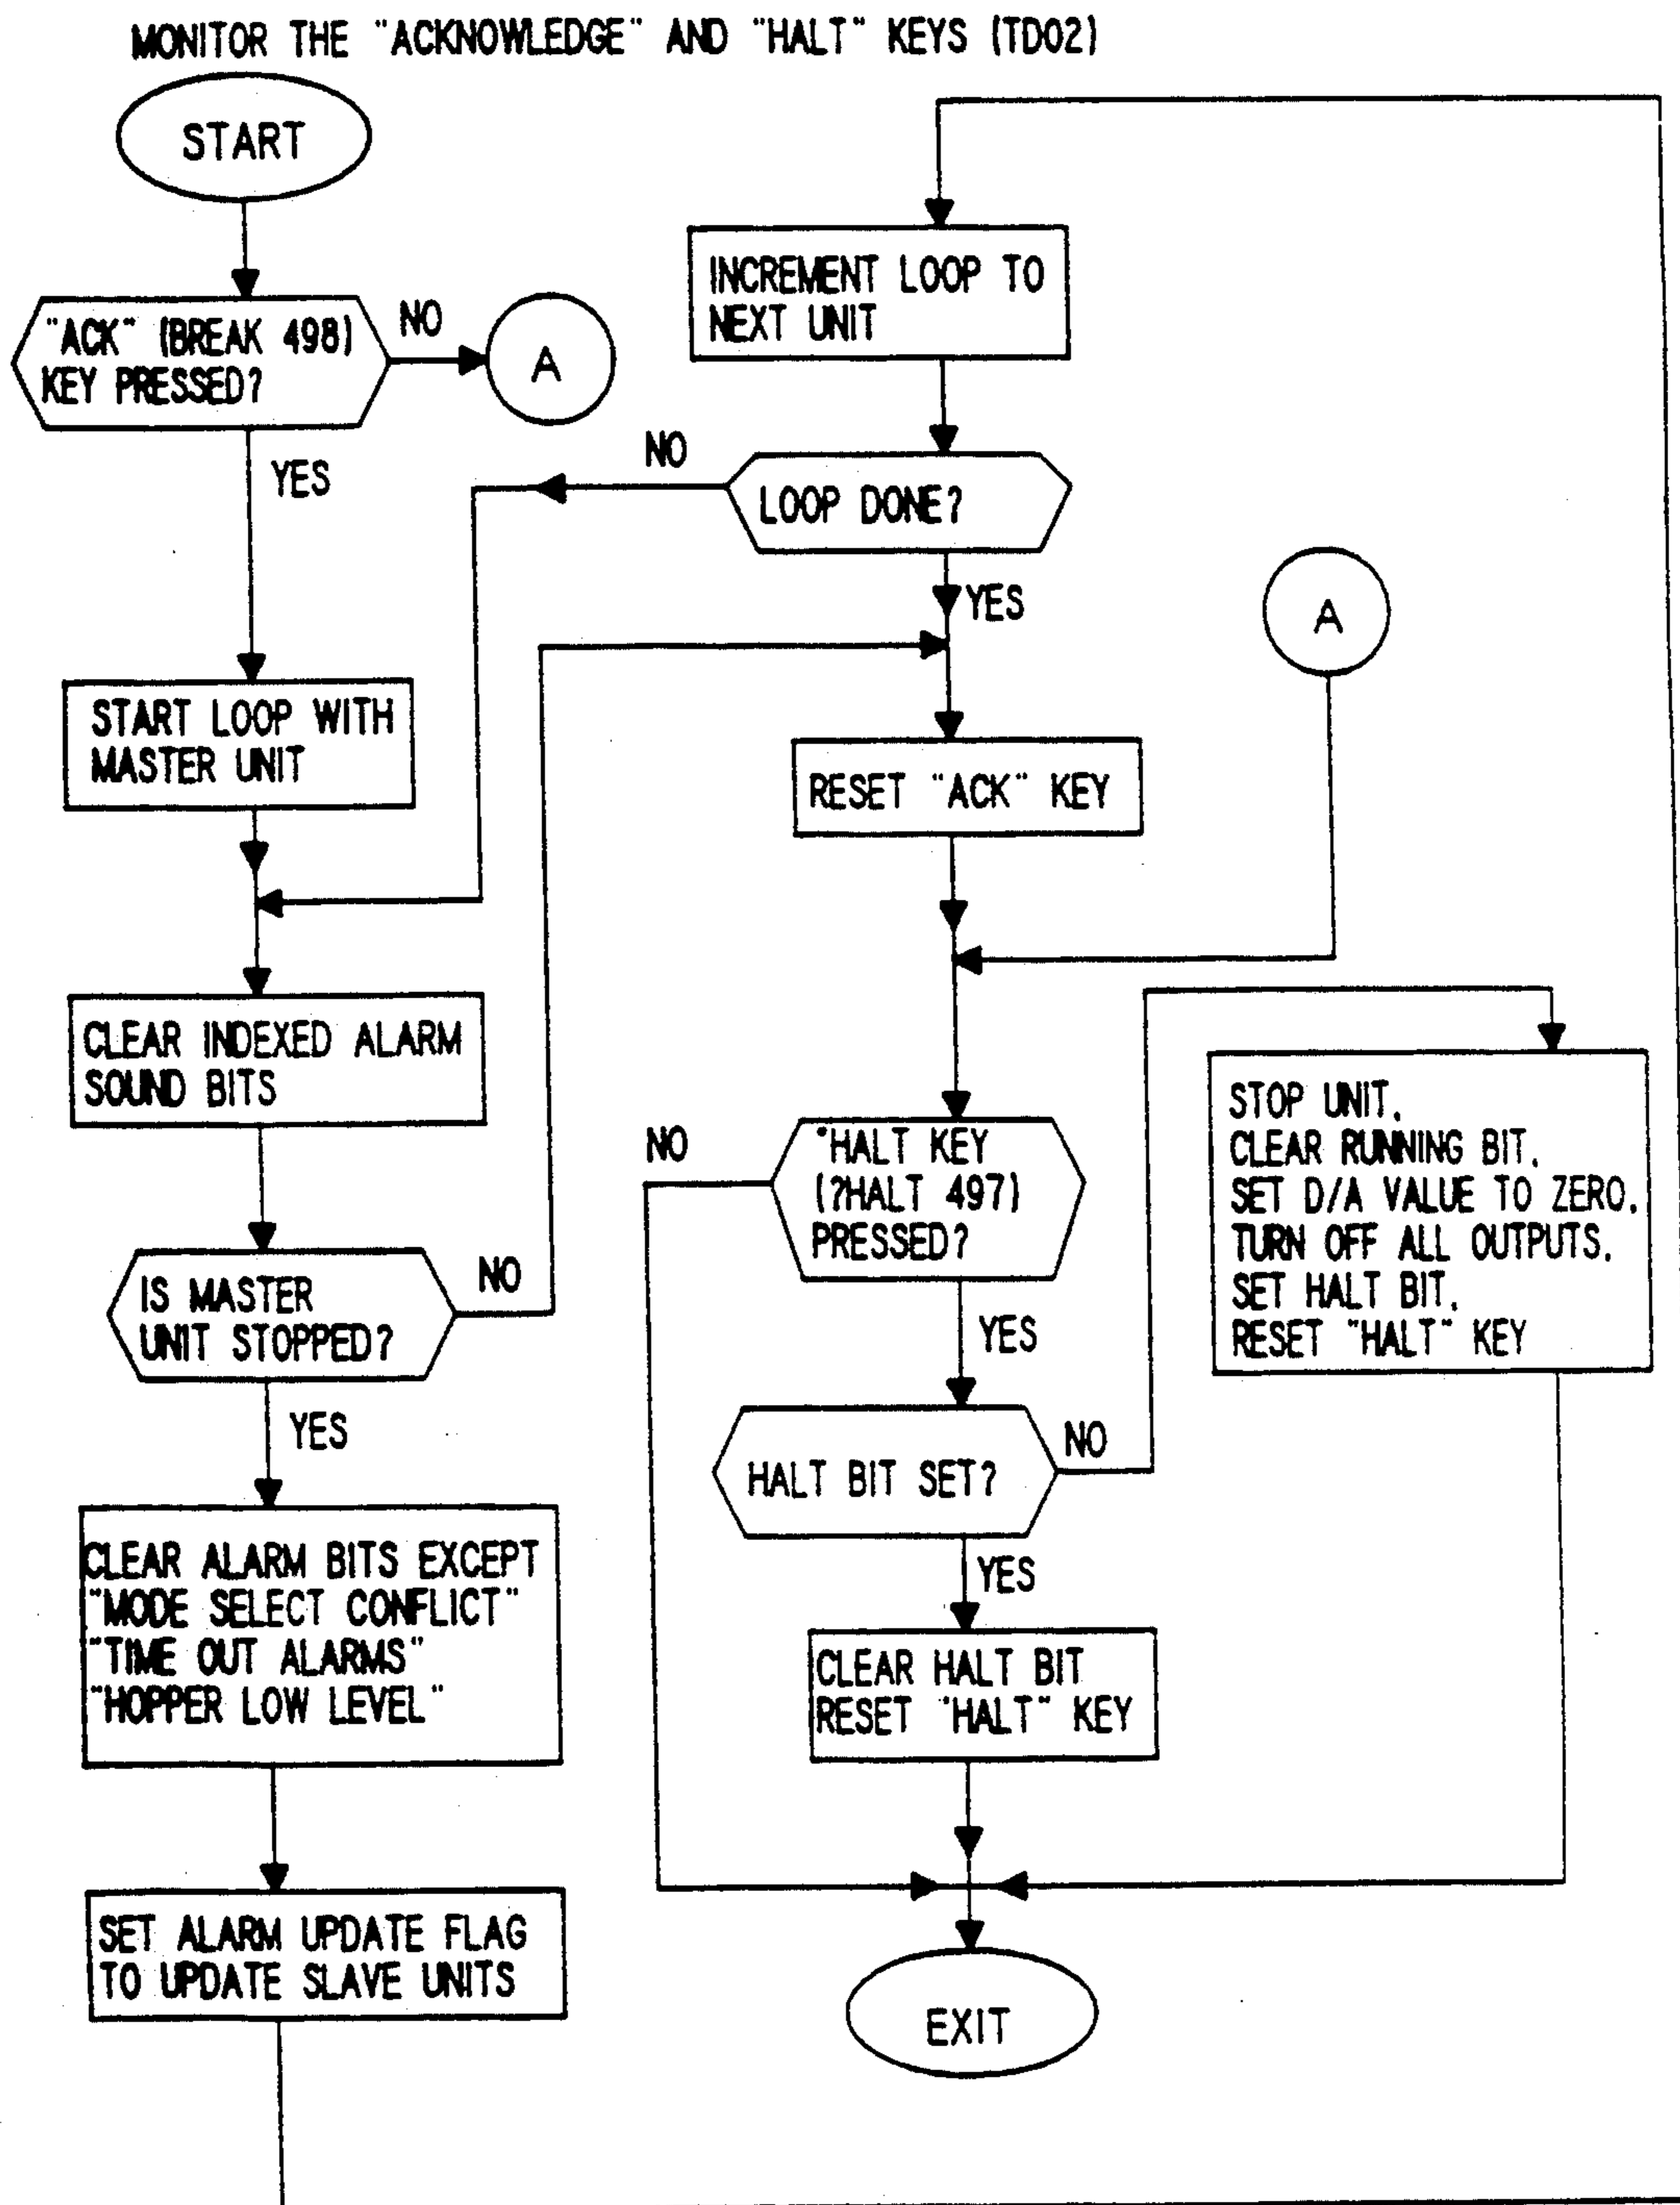 MONITOR THE "ACKNOWLEDGE" AND "HALT" KEYS (TD02)
START
"ACK" (BREAK 498)
KEY PRESSED?
NO
A
YES
START LOOP WITH
MASTER UNIT
CLEAR INDEXED ALARM
SOUND BITS
IS MASTER
UNIT STOPPED?
NO
YES
CLEAR ALARM BITS EXCEPT
"MODE SELECT CONFLICT"
"TIME OUT ALARMS"
"HOPPER LOW LEVEL"
SET ALARM UPDATE FLAG
TO UPDATE SLAVE UNITS
INCREMENT LOOP TO
NEXT UNIT
LOOP DONE?
NO
YES
RESET "ACK" KEY
A
"HALT KEY
(?HALT 497)
PRESSED?
NO
YES
HALT BIT SET?
NO
YES
CLEAR HALT BIT
RESET "HALT" KEY
STOP UNIT.
CLEAR RUNNING BIT.
SET D/A VALUE TO ZERO.
TURN OFF ALL OUTPUTS.
SET HALT BIT.
RESET "HALT" KEY
EXIT